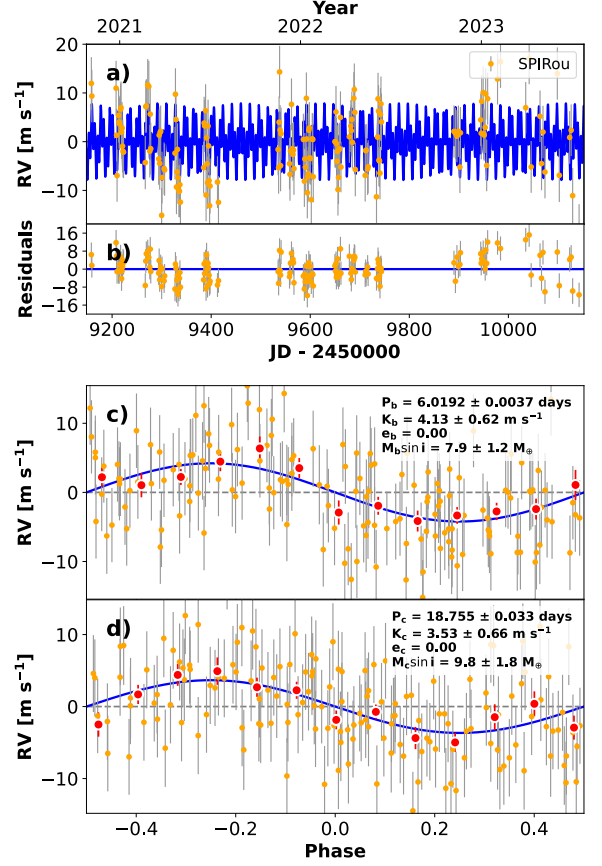 Year
2021 2022 2023
20
10
0
−10
RV [m s⁻¹]
a)
SPIRou
16
8
0
−8
−16
Residuals
b)
9200 9400 9600 9800 10000
JD - 2450000
10
0
−10
RV [m s⁻¹]
c)
P_b = 6.0192 ± 0.0037 days
K_b = 4.13 ± 0.62 m s⁻¹
e_b = 0.00
M_b sin i = 7.9 ± 1.2 M⊕
10
0
−10
RV [m s⁻¹]
d)
P_c = 18.755 ± 0.033 days
K_c = 3.53 ± 0.66 m s⁻¹
e_c = 0.00
M_c sin i = 9.8 ± 1.8 M⊕
−0.4 −0.2 0.0 0.2 0.4
Phase